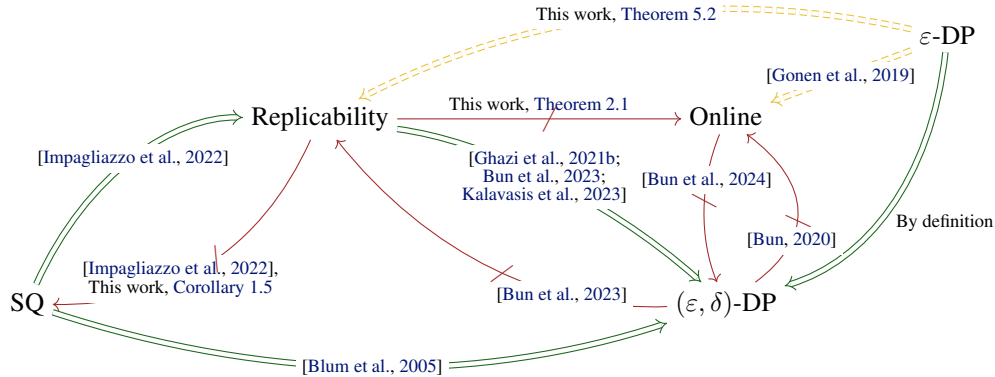 This work, Theorem 5.2
ε-DP
[Gonen et al., 2019]
This work, Theorem 2.1
Replicability
Online
[Impagliazzo et al., 2022]
[Ghazi et al., 2021b;
Bun et al., 2023;
Kalavasis et al., 2023]
[Bun et al., 2024]
By definition
[Bun, 2020]
[Impagliazzo et al., 2022],
This work, Corollary 1.5
[Bun et al., 2023]
SQ
(ε, δ)-DP
[Blum et al., 2005]